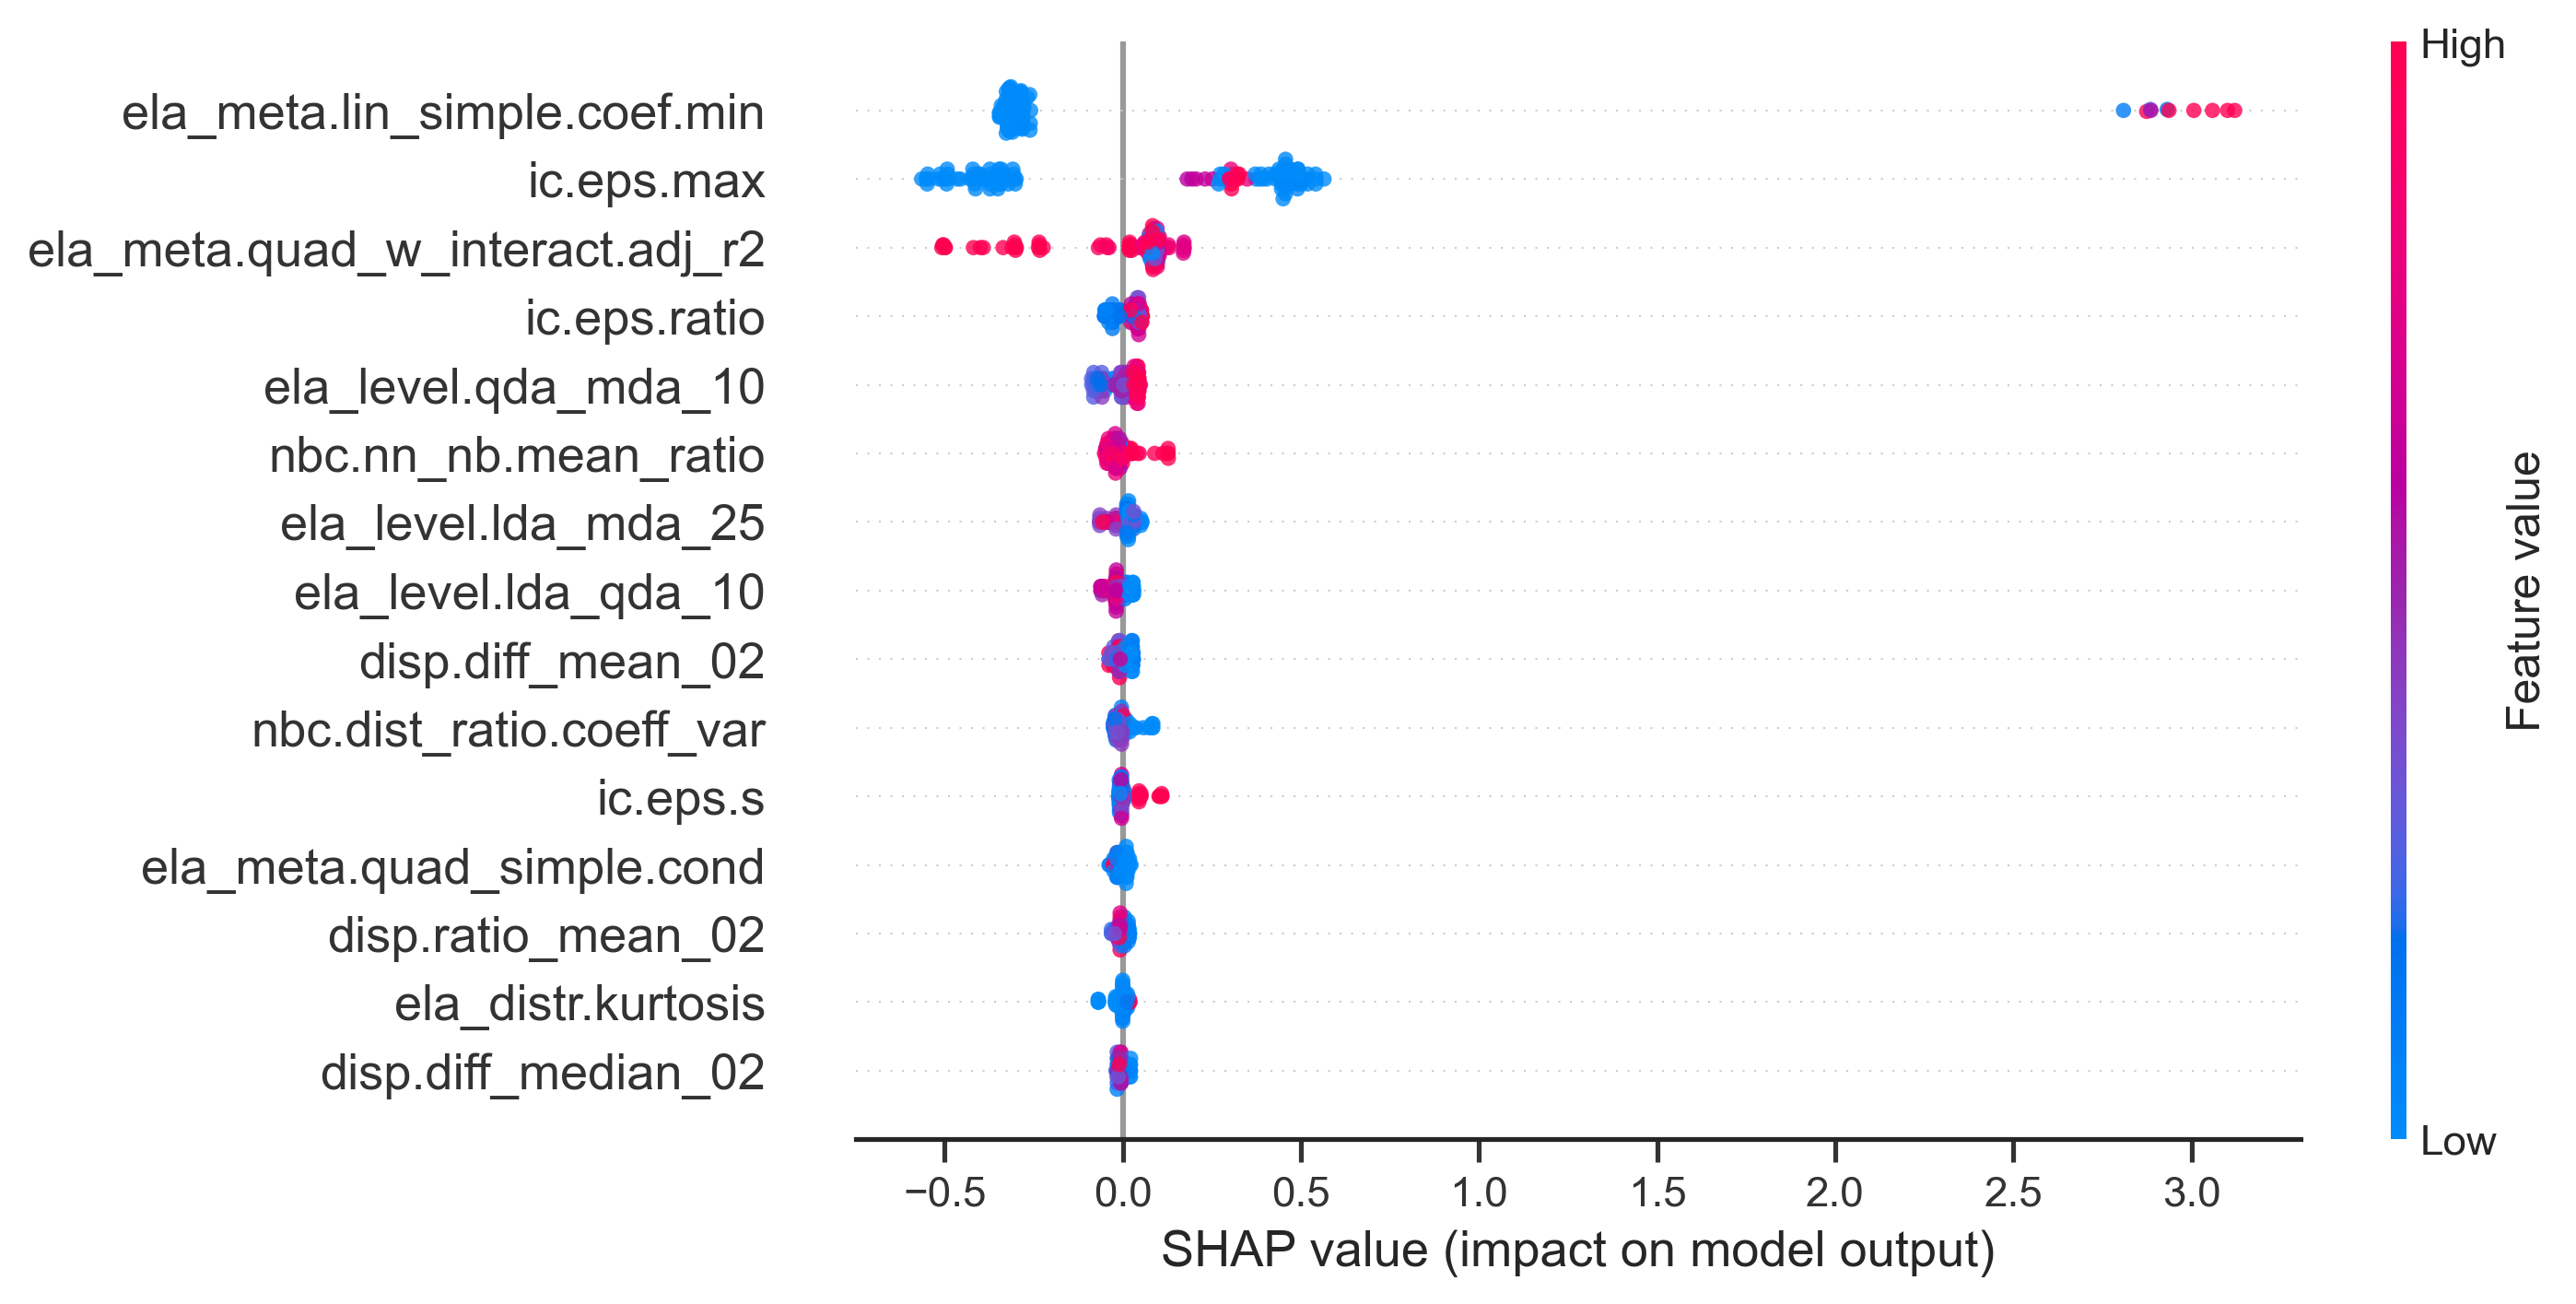 High
ela_meta.lin_simple.coef.min
ic.eps.max
ela_meta.quad_w_interact.adj_r2
ic.eps.ratio
ela_level.qda_mda_10
nbc.nn_nb.mean_ratio
ela_level.lda_mda_25
ela_level.lda_qda_10
disp.diff_mean_02
nbc.dist_ratio.coeff_var
ic.eps.s
ela_meta.quad_simple.cond
disp.ratio_mean_02
ela_distr.kurtosis
disp.diff_median_02
Feature value
Low
−0.5 0.0 0.5 1.0 1.5 2.0 2.5 3.0
SHAP value (impact on model output)